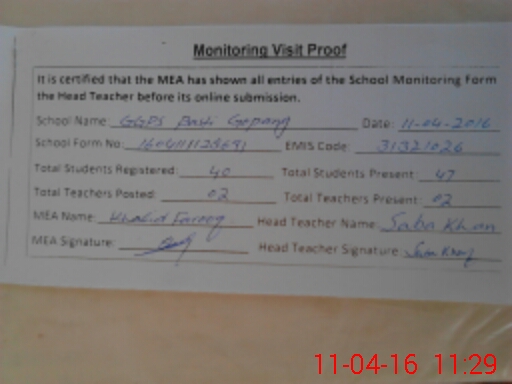 Monitoring Visit Proof
It is certified that the MEA has shown all entries of the School Monitoring Form
the Head Teacher before its online submission.
School Name: GGPS Basti Gopang Date: 11-04-2016
School Form No: EMIS Code: 31321026
Total Students Registered: 40 Total Students Present: 47
Total Teachers Posted: 02 Total Teachers Present: 02
MEA Name: Khalid Farooq Head Teacher Name: Saba Khan
MEA Signature: Head Teacher Signature: Saba Khan
11-04-16 11:29